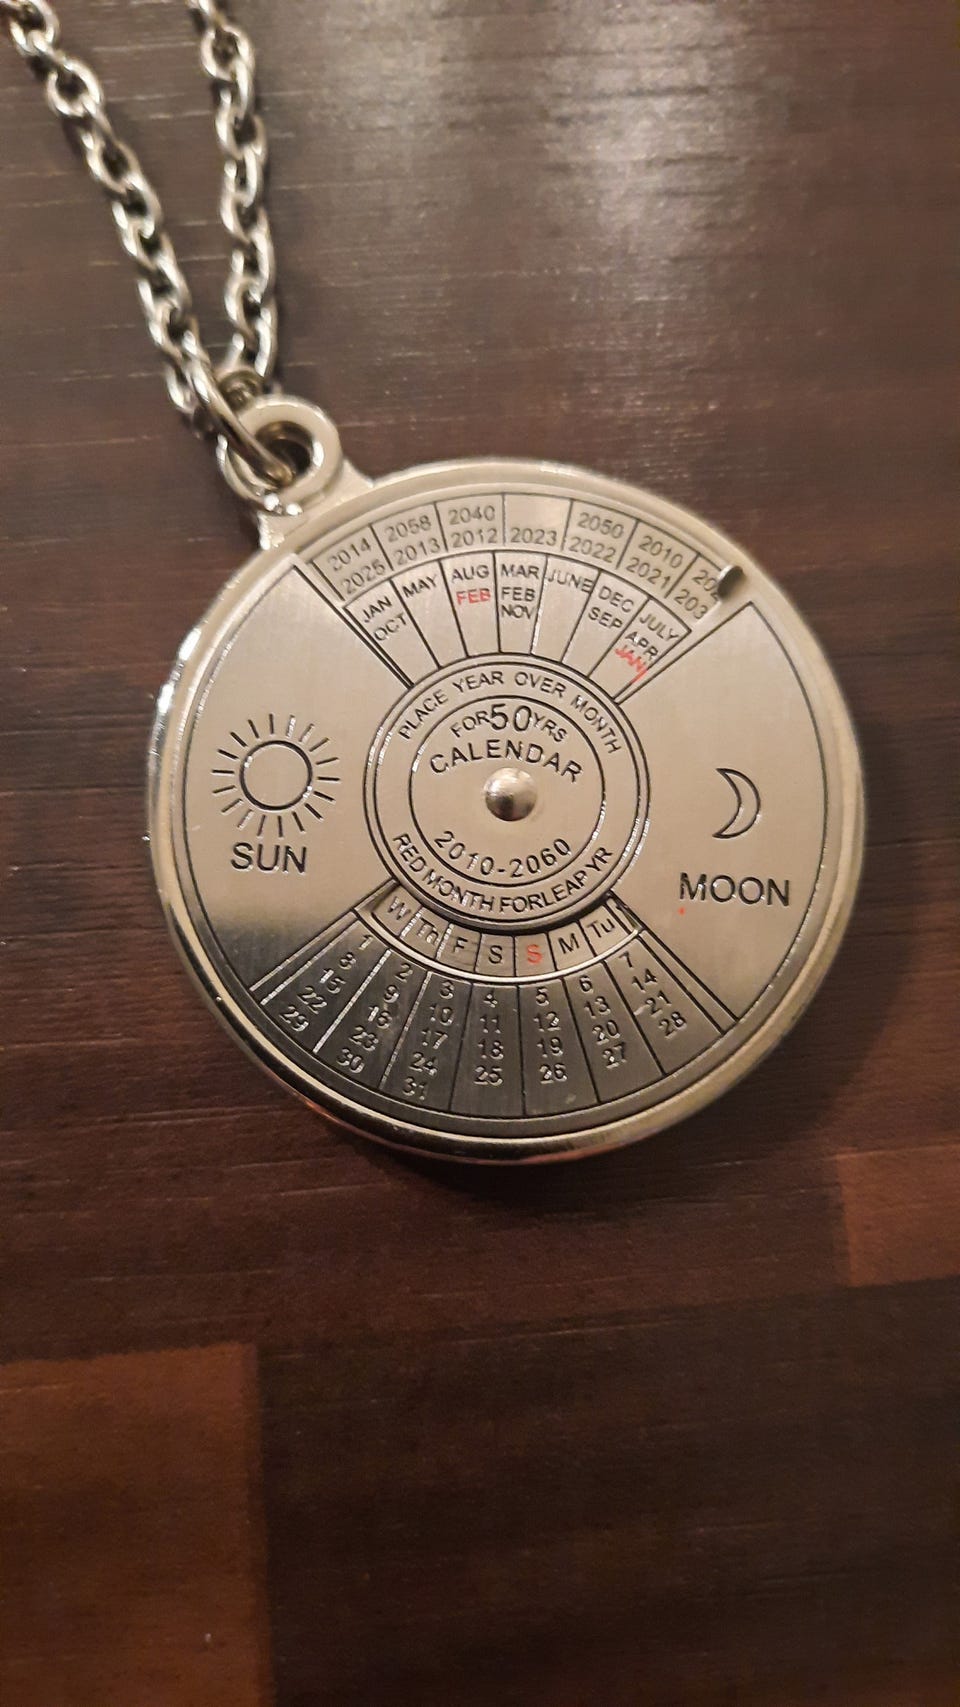 2014 2058 2040 2050 2010
2025 2013 2012 2023 2022 2021
JAN MAY AUG MAR JUNE DEC JULY
OCT FEB FEB SEP APR
NOV JAN
PLACE YEAR OVER MONTH
FOR 50 YRS
CALENDAR
2010-2060
RED MONTH FOR LEAP YR
SUN
MOON
W Th F S S M Tu
1 2 3 4 5 6 7
8 9 10 11 12 13 14
15 16 17 18 19 20 21
22 23 24 25 26 27 28
29 30 31